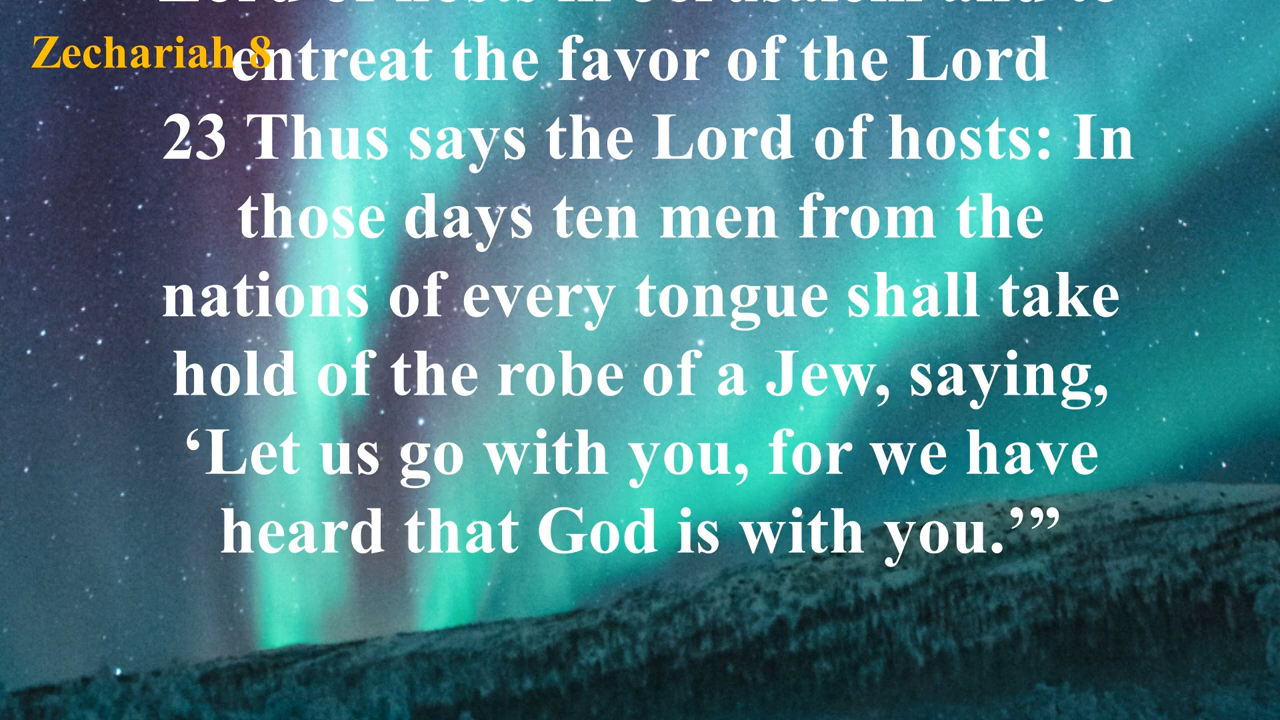 Zechariah 8
entreat the favor of the Lord
23 Thus says the Lord of hosts: In
those days ten men from the
nations of every tongue shall take
hold of the robe of a Jew, saying,
‘Let us go with you, for we have
heard that God is with you.’”